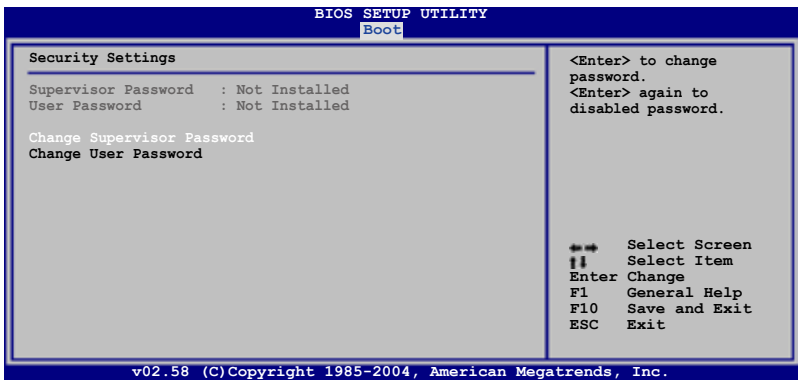 BIOS SETUP UTILITY
Boot
Security Settings
Supervisor Password : Not Installed
User Password : Not Installed
Change Supervisor Password
Change User Password
<Enter> to change
password.
<Enter> again to
disabled password.
←→ Select Screen
↑↓ Select Item
Enter Change
F1 General Help
F10 Save and Exit
ESC Exit
v02.58 (C)Copyright 1985-2004, American Megatrends, Inc.